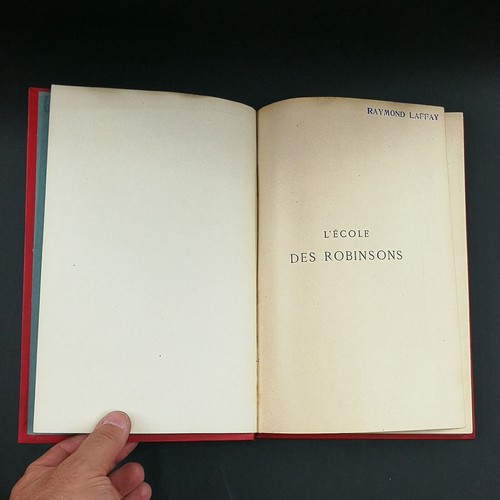 RAYMOND LAFFAY
L'ÉCOLE
DES ROBINSONS